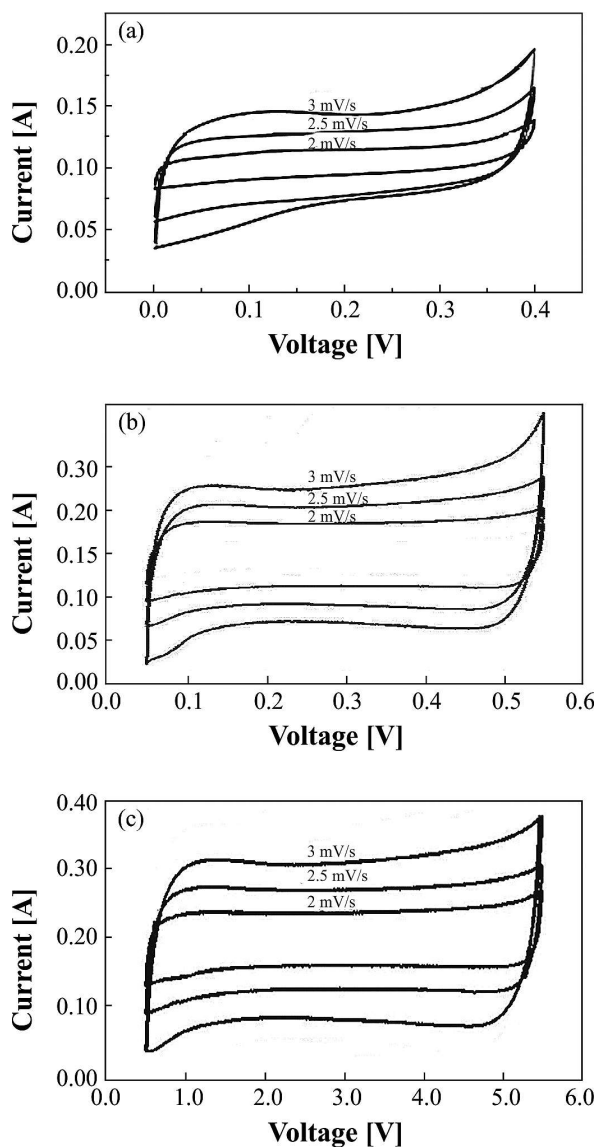 (a)
0.20
0.15
0.10
0.05
0.00
Current [A]
3 mV/s
2.5 mV/s
2 mV/s
0.0 0.1 0.2 0.3 0.4
Voltage [V]
(b)
0.30
0.20
0.15
0.10
0.05
0.00
Current [A]
3 mV/s
2.5 mV/s
2 mV/s
0.0 0.1 0.2 0.3 0.4 0.5 0.6
Voltage [V]
(c)
0.40
0.30
0.20
0.10
0.00
Current [A]
3 mV/s
2.5 mV/s
2 mV/s
0.0 1.0 2.0 3.0 4.0 5.0 6.0
Voltage [V]